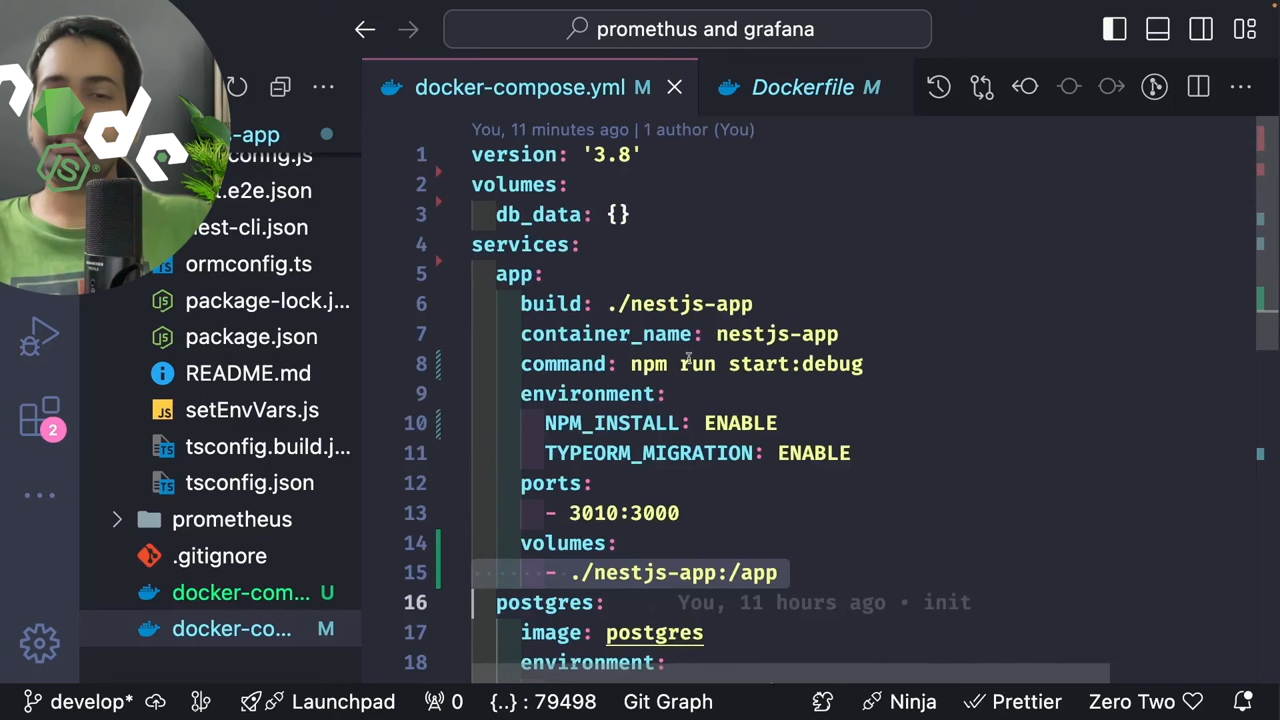 promethus and grafana
docker-compose.yml M
Dockerfile M
s-app
config.js
t.e2e.json
nest-cli.json
ormconfig.ts
package-lock.j...
package.json
README.md
setEnvVars.js
tsconfig.build.j...
tsconfig.json
prometheus
.gitignore
docker-com... U
docker-co... M
2
You, 11 minutes ago | 1 author (You)
1 version: '3.8'
2 volumes:
3 db_data: {}
4 services:
5 app:
6 build: ./nestjs-app
7 container_name: nestjs-app
8 command: npm run start:debug
9 environment:
10 NPM_INSTALL: ENABLE
11 TYPEORM_MIGRATION: ENABLE
12 ports:
13 - 3010:3000
14 volumes:
15 - ./nestjs-app:/app
16 postgres: You, 11 hours ago • init
17 image: postgres
18 environment:
develop* Launchpad 0 {..} : 79498 Git Graph Ninja Prettier Zero Two